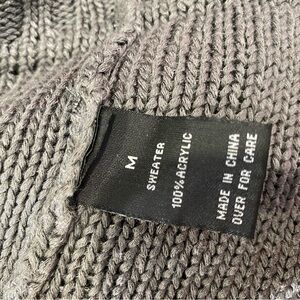 M
SWEATER
100%ACRYLIC
MADE IN CHINA
OVER FOR CARE